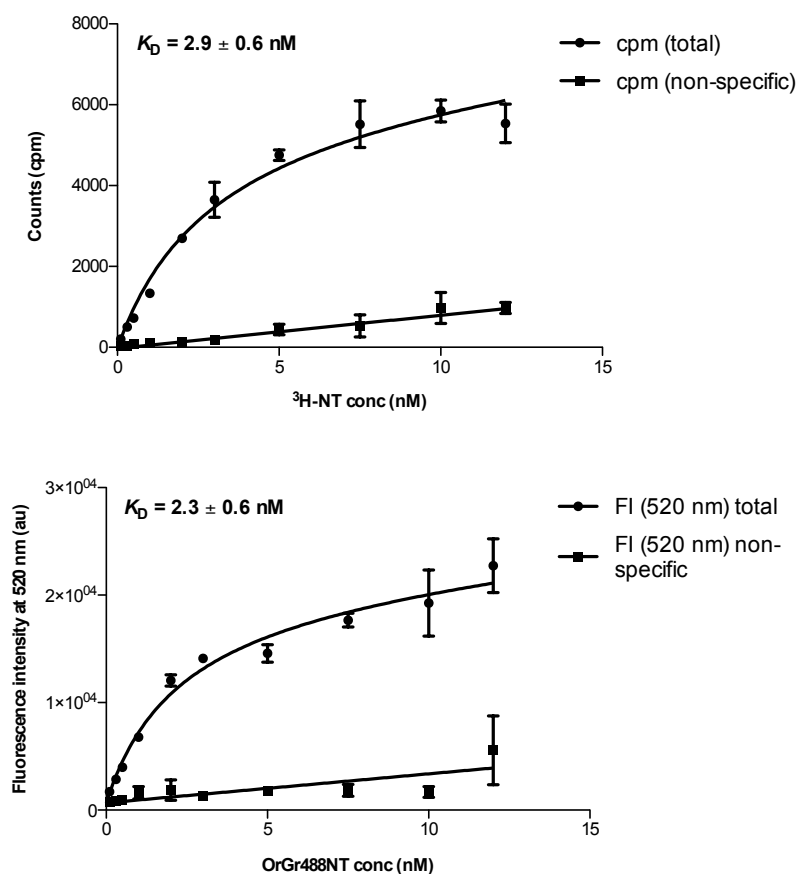 K_D = 2.9 ± 0.6 nM
cpm (total)
cpm (non-specific)
8000
6000
4000
2000
0
Counts (cpm)
0 5 10 15
³H-NT conc (nM)
K_D = 2.3 ± 0.6 nM
FI (520 nm) total
FI (520 nm) non-
specific
3×10⁰⁴
2×10⁰⁴
1×10⁰⁴
0
Fluorescence intensity at 520 nm (au)
0 5 10 15
OrGr488NT conc (nM)